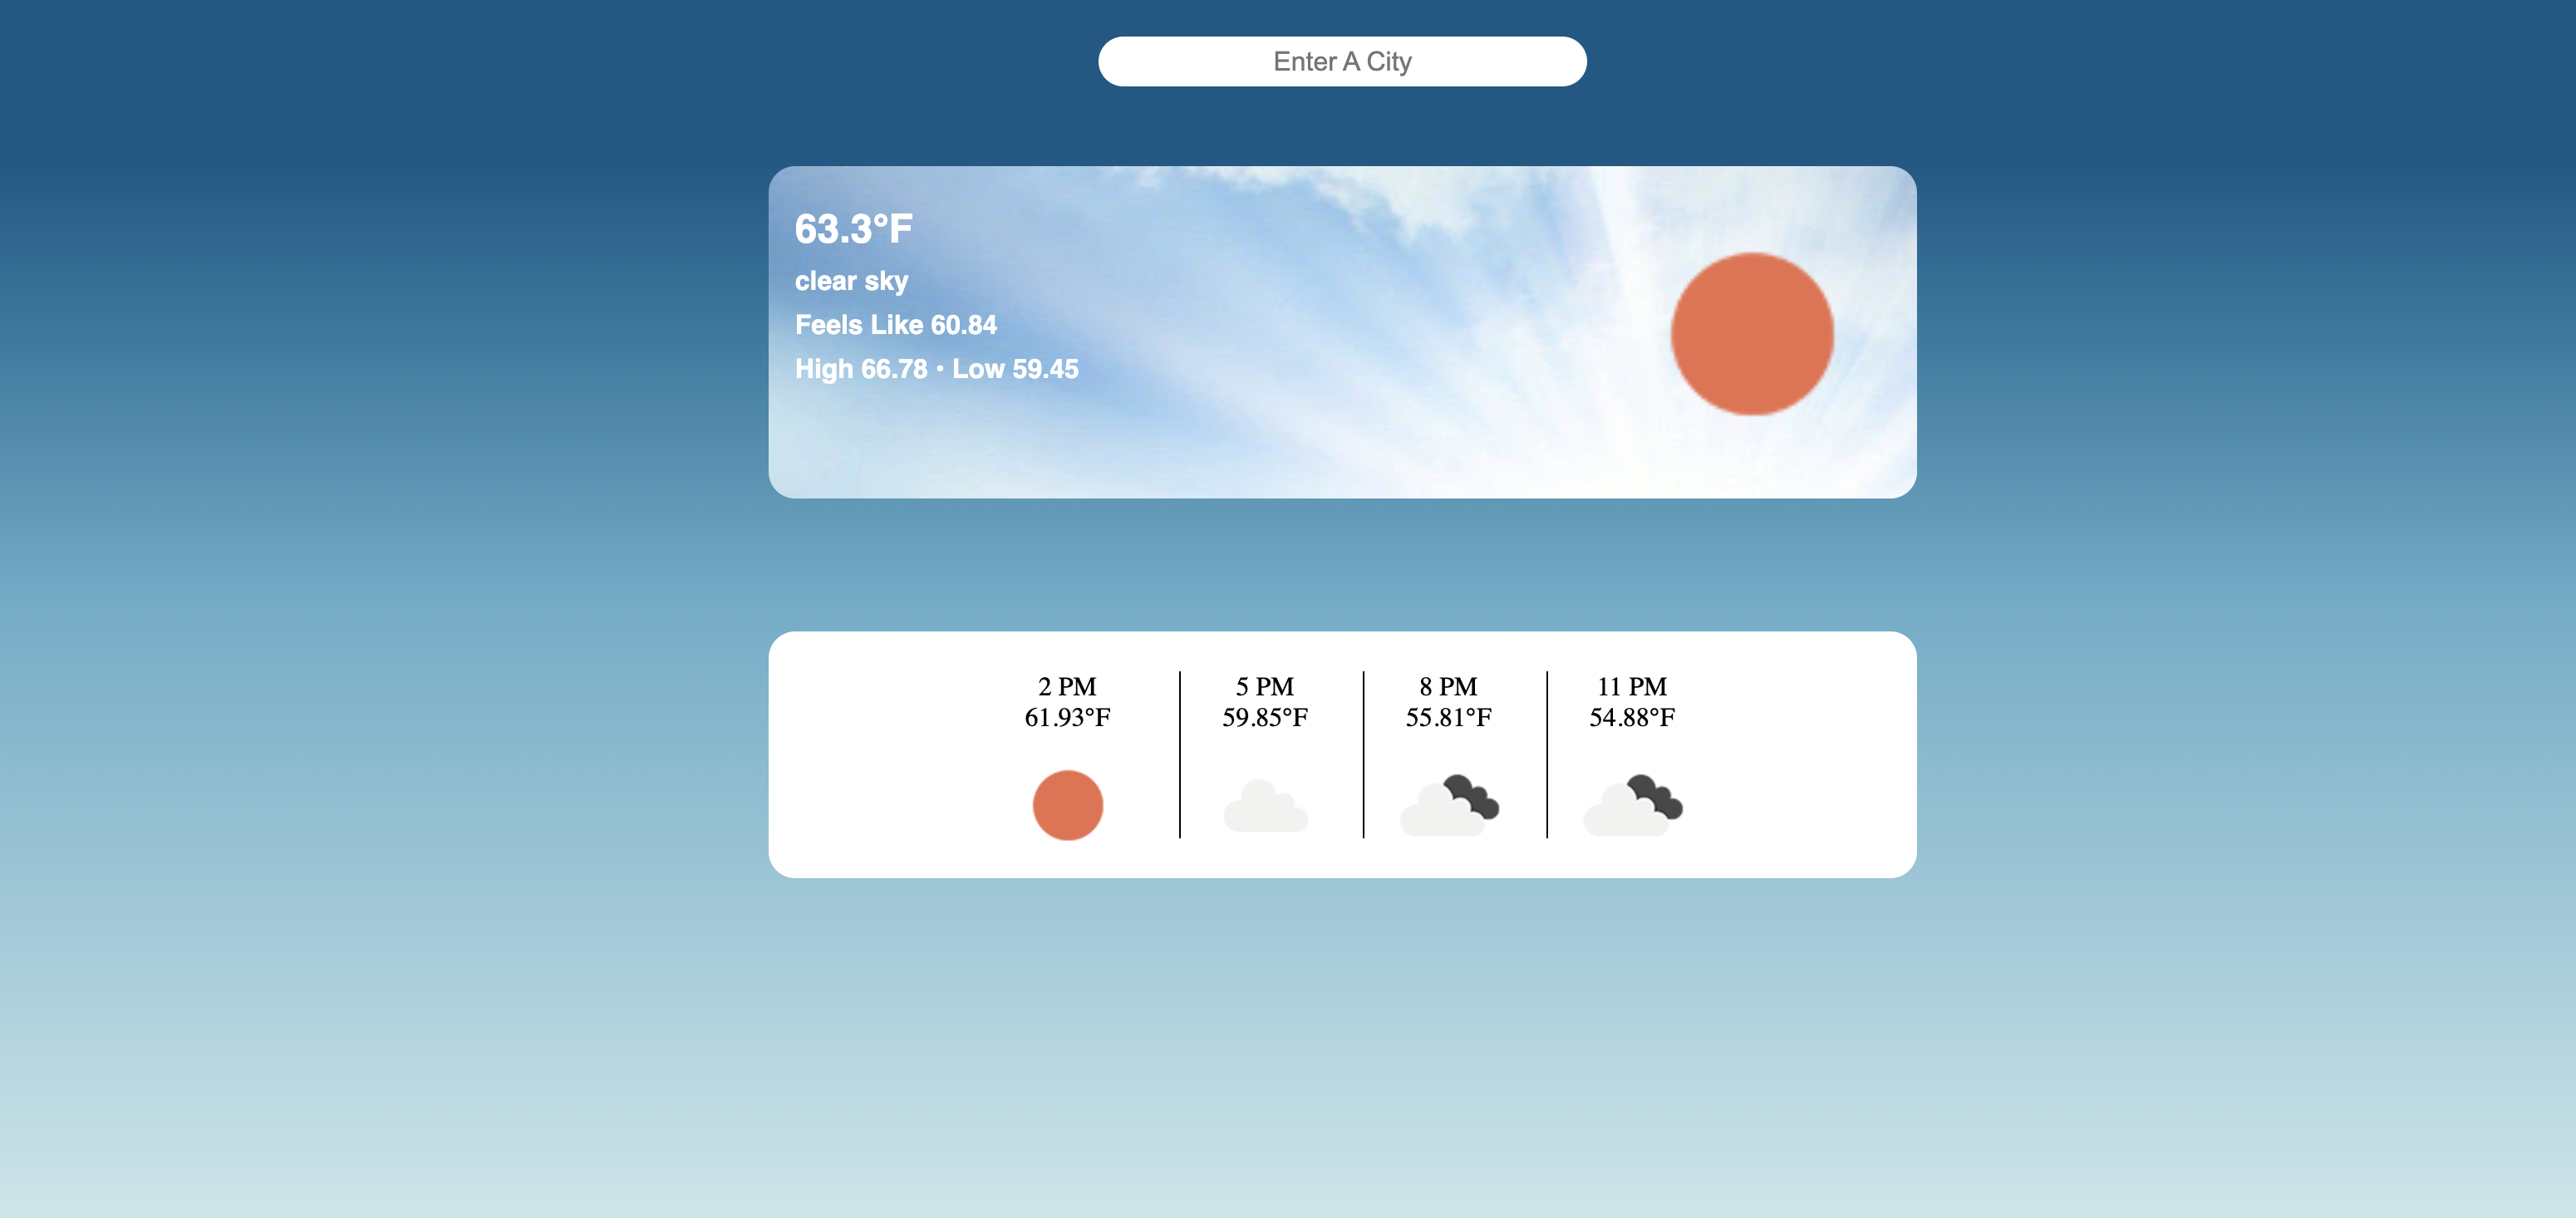 Enter A City
63.3°F
clear sky
Feels Like 60.84
High 66.78 • Low 59.45
2 PM
61.93°F
5 PM
59.85°F
8 PM
55.81°F
11 PM
54.88°F